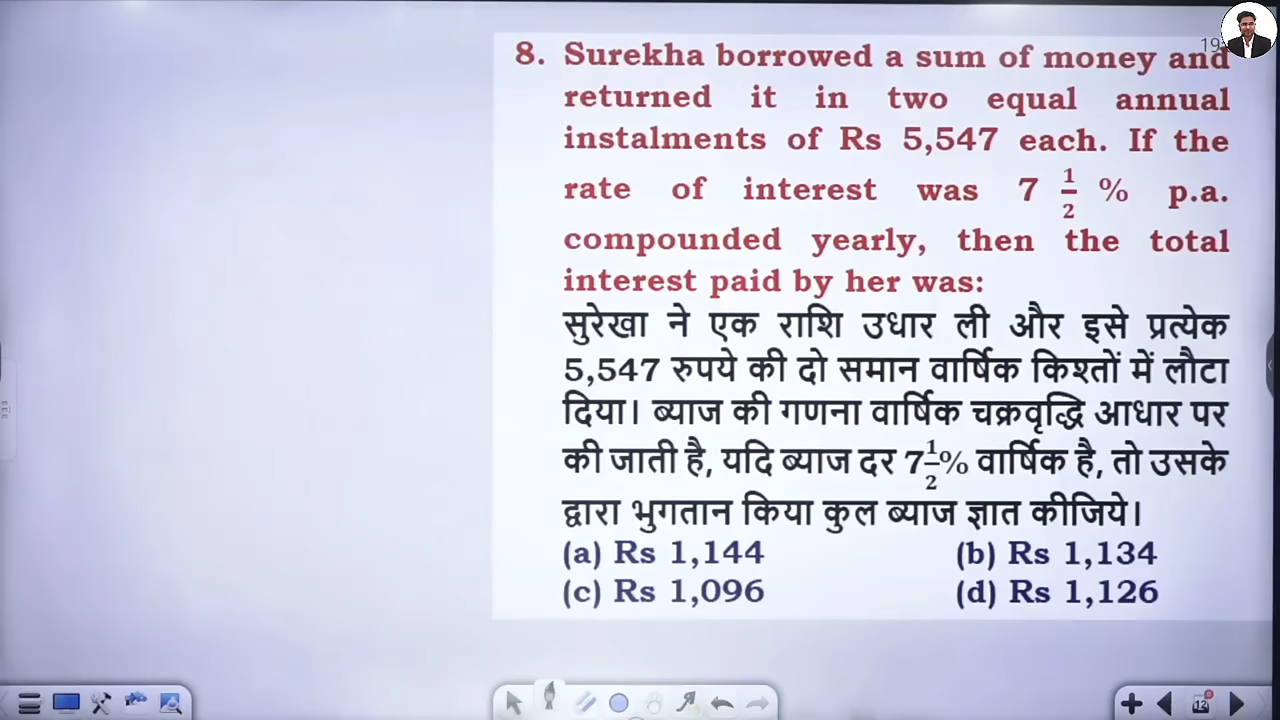 8. Surekha borrowed a sum of money and
returned it in two equal annual
instalments of Rs 5,547 each. If the
rate of interest was 7 1/2 % p.a.
compounded yearly, then the total
interest paid by her was:
सुरेखा ने एक राशि उधार ली और इसे प्रत्येक
5,547 रुपये की दो समान वार्षिक किश्तों में लौटा
दिया। ब्याज की गणना वार्षिक चक्रवृद्धि आधार पर
की जाती है, यदि ब्याज दर 7 1/2% वार्षिक है, तो उसके
द्वारा भुगतान किया कुल ब्याज ज्ञात कीजिये।
(a) Rs 1,144 (b) Rs 1,134
(c) Rs 1,096 (d) Rs 1,126
12